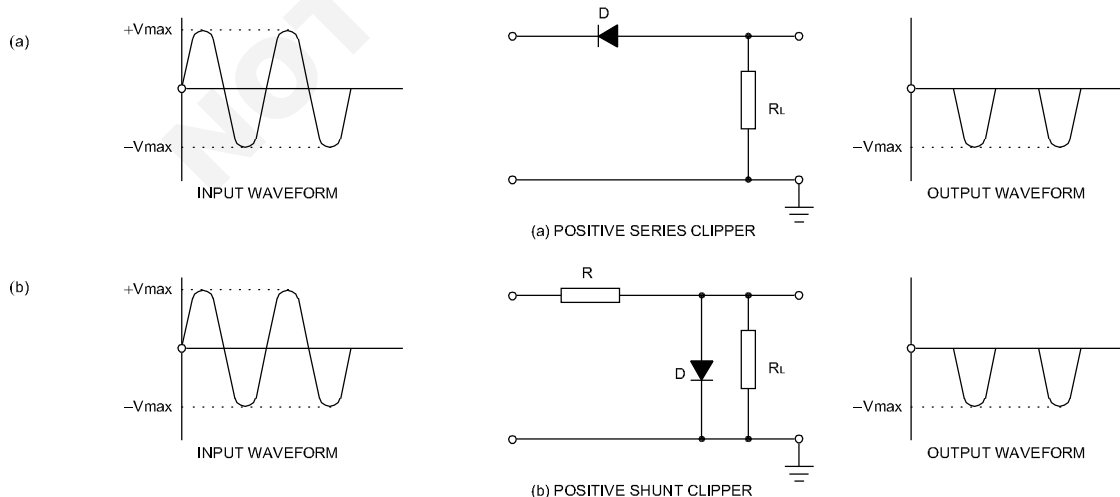 (a)
+Vmax
–Vmax
INPUT WAVEFORM
D
RL
(a) POSITIVE SERIES CLIPPER
–Vmax
OUTPUT WAVEFORM
(b)
+Vmax
–Vmax
INPUT WAVEFORM
R
D
RL
(b) POSITIVE SHUNT CLIPPER
–Vmax
OUTPUT WAVEFORM
NOT